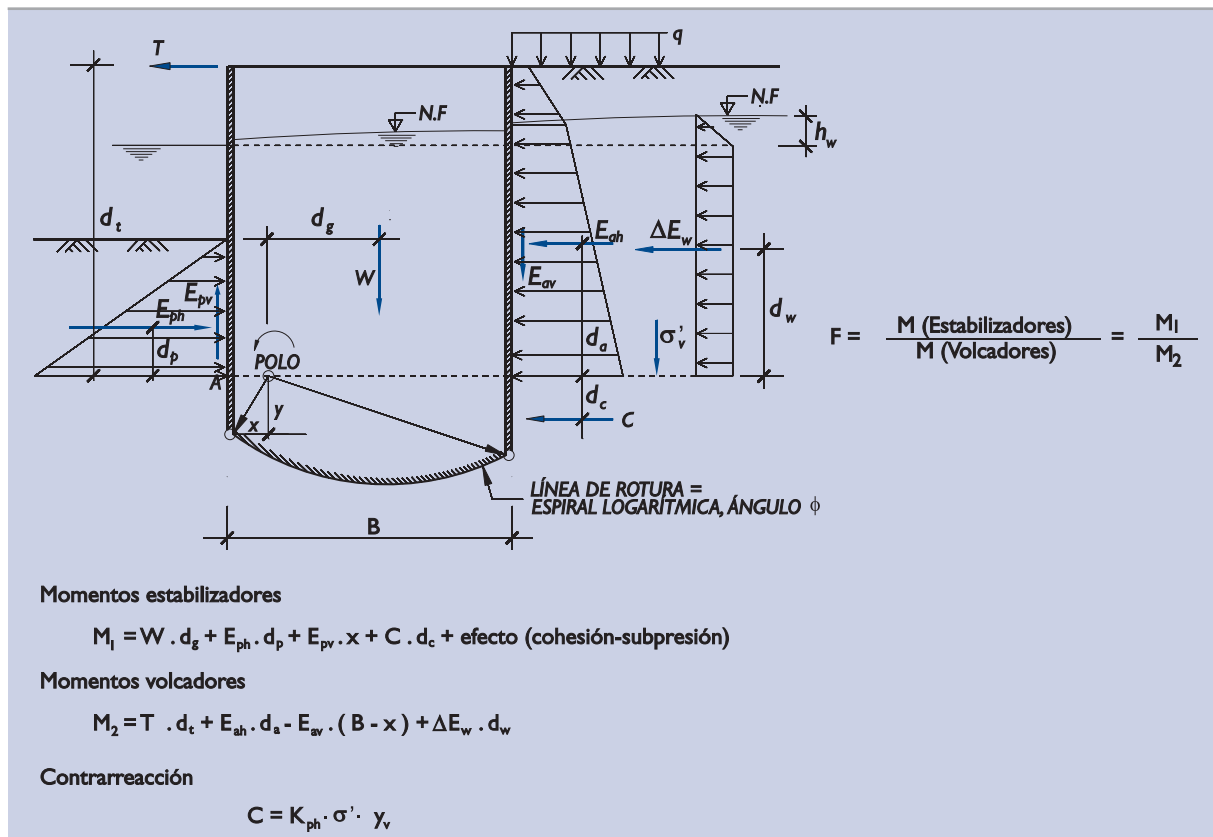 q
T
N.F
N.F
h_w
d_t
d_g
E_ah
ΔE_w
W
E_pv
E_av
E_ph
d_w
d_p
d_a
σ'_v
POLO
A
d_c
y
x
C
F = M (Estabilizadores) / M (Volcadores) = M_1 / M_2
LÍNEA DE ROTURA =
ESPIRAL LOGARÍTMICA, ÁNGULO ϕ
B
Momentos estabilizadores
M_1 = W . d_g + E_ph . d_p + E_pv . x + C . d_c + efecto (cohesión-subpresión)
Momentos volcadores
M_2 = T . d_t + E_ah . d_a - E_av . ( B - x ) + ΔE_w . d_w
Contrarreacción
C = K_ph · σ' · y_v